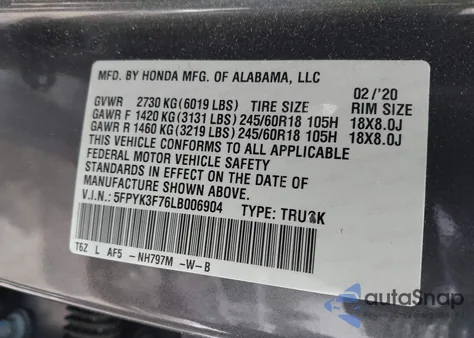 MFD. BY HONDA MFG. OF ALABAMA, LLC
02/'20
GVWR 2730 KG (6019 LBS) TIRE SIZE RIM SIZE
GAWR F 1420 KG (3131 LBS) 245/60R18 105H 18X8.0J
GAWR R 1460 KG (3219 LBS) 245/60R18 105H 18X8.0J
THIS VEHICLE CONFORMS TO ALL APPLICABLE
FEDERAL MOTOR VEHICLE SAFETY
STANDARDS IN EFFECT ON THE DATE OF
MANUFACTURE SHOWN ABOVE.
V.I.N.: 5FPYK3F76LB006904 TYPE: TRUCK
T6Z L AF5 -NH797M -W-B
autoSnap